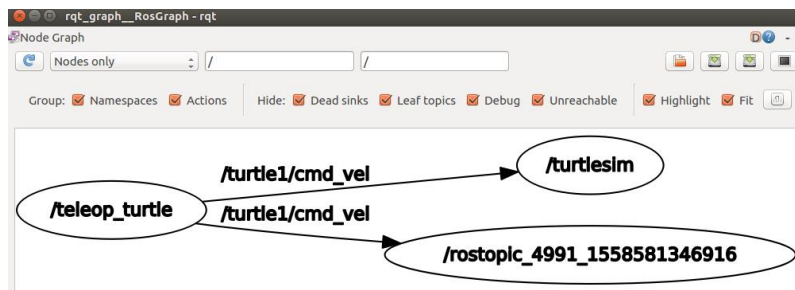 rqt_graph__RosGraph - rqt
Node Graph
D
-
Nodes only
/
/
Group:
Namespaces
Actions
Hide:
Dead sinks
Leaf topics
Debug
Unreachable
Highlight
Fit
/turtle1/cmd_vel
/turtlesim
/teleop_turtle
/turtle1/cmd_vel
/rostopic_4991_1558581346916